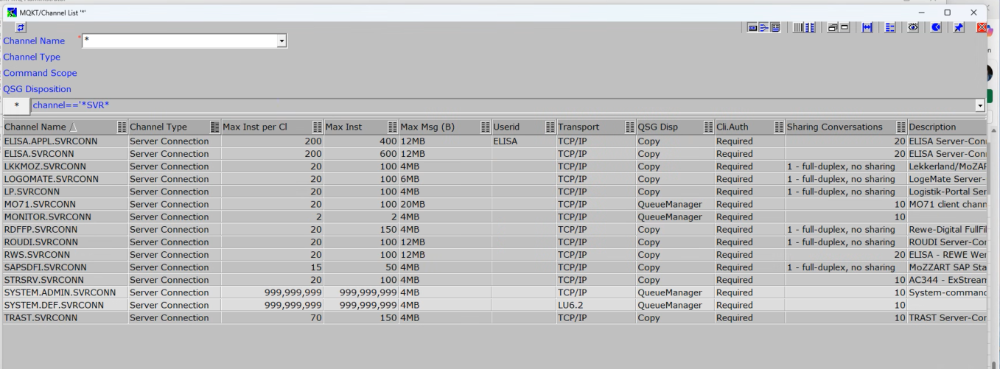 MQKT/Channel List '*'
Channel Name * *
Channel Type
Command Scope
QSG Disposition
* channel=='*SVR*
Channel Name Channel Type Max Inst per Cl Max Inst Max Msg (B) Userid Transport QSG Disp Cli.Auth Sharing Conversations Description
ELISA.APPL.SVRCONN Server Connection 200 400 12MB ELISA TCP/IP Copy Required 20 ELISA Server-Con
ELISA.SVRCONN Server Connection 200 600 12MB TCP/IP Copy Required 20 ELISA Server-Con
LKKMOZ.SVRCONN Server Connection 20 100 4MB TCP/IP Copy Required 1 - full-duplex, no sharing Lekkerland/MoZAR
LOGOMATE.SVRCONN Server Connection 20 100 6MB TCP/IP Copy Required 1 - full-duplex, no sharing LogeMate Server-
LP.SVRCONN Server Connection 20 100 4MB TCP/IP Copy Required 1 - full-duplex, no sharing Logistik-Portal Ser
MO71.SVRCONN Server Connection 20 100 20MB TCP/IP QueueManager Required 10 MO71 client chann
MONITOR.SVRCONN Server Connection 2 2 4MB TCP/IP QueueManager Required 10
RDFFP.SVRCONN Server Connection 20 150 4MB TCP/IP Copy Required 1 - full-duplex, no sharing Rewe-Digital FullFil
ROUDI.SVRCONN Server Connection 20 100 12MB TCP/IP Copy Required 1 - full-duplex, no sharing ROUDI Server-Cor
RWS.SVRCONN Server Connection 20 100 12MB TCP/IP Copy Required 20 ELISA - REWE Wer
SAPSDFI.SVRCONN Server Connection 15 50 4MB TCP/IP Copy Required 1 - full-duplex, no sharing MoZZART SAP Sta
STRSRV.SVRCONN Server Connection 20 100 4MB TCP/IP QueueManager Required 10 AC344 - ExStream
SYSTEM.ADMIN.SVRCONN Server Connection 999,999,999 999,999,999 4MB TCP/IP QueueManager Required 10 System-command
SYSTEM.DEF.SVRCONN Server Connection 999,999,999 999,999,999 4MB LU6.2 QueueManager Required 10
TRAST.SVRCONN Server Connection 70 150 4MB TCP/IP Copy Required 10 TRAST Server-Cor